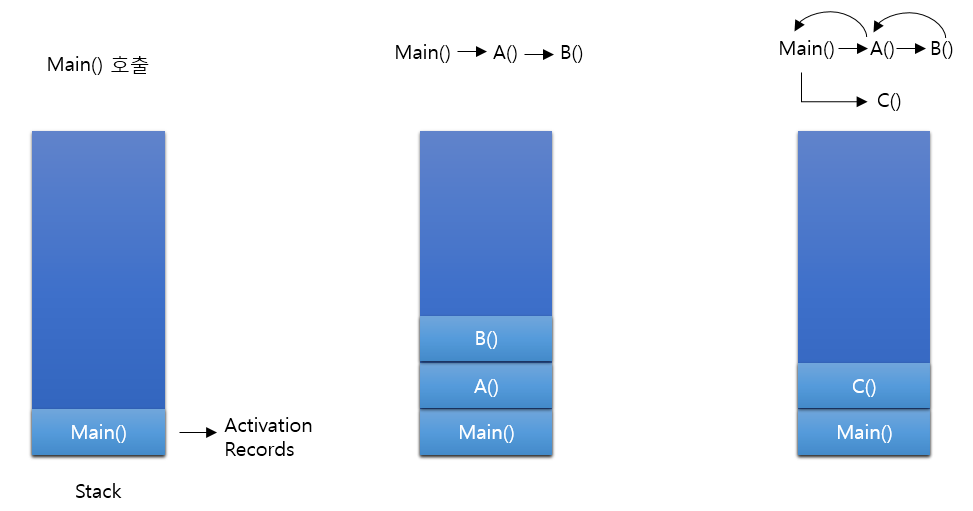 Main() 호출
Main()
Activation
Records
Stack
Main() A() B()
B()
A()
Main()
Main() A() B()
C()
C()
Main()